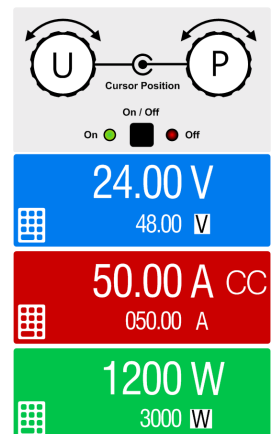 U C P
Cursor Position
On / Off
On Off
24.00 V
48.00 V
50.00 A CC
050.00 A
1200 W
3000 W